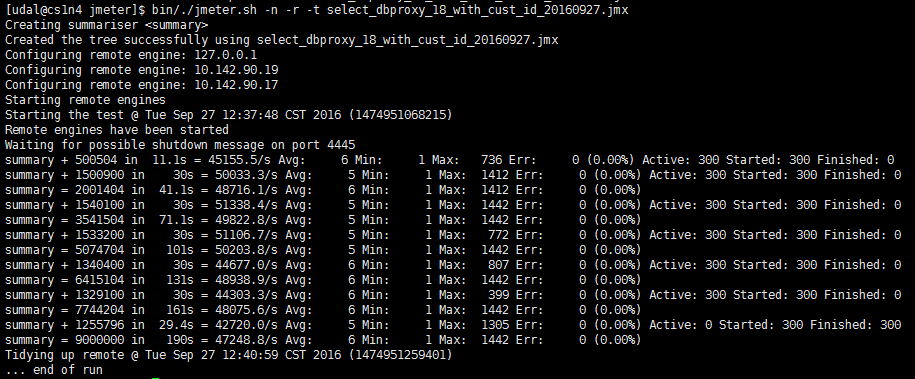 [udal@cs1n4 jmeter]$ bin/./jmeter.sh -n -r -t select_dbproxy_18_with_cust_id_20160927.jmx
Creating summariser <summary>
Created the tree successfully using select_dbproxy_18_with_cust_id_20160927.jmx
Configuring remote engine: 127.0.0.1
Configuring remote engine: 10.142.90.19
Configuring remote engine: 10.142.90.17
Starting remote engines
Starting the test @ Tue Sep 27 12:37:48 CST 2016 (1474951068215)
Remote engines have been started
Waiting for possible shutdown message on port 4445
summary + 500504 in  11.1s = 45155.5/s Avg:     6 Min:     1 Max:   736 Err:     0 (0.00%) Active: 300 Started: 300 Finished: 0
summary + 1500900 in    30s = 50033.3/s Avg:     5 Min:     1 Max:  1412 Err:     0 (0.00%) Active: 300 Started: 300 Finished: 0
summary = 2001404 in  41.1s = 48716.1/s Avg:     6 Min:     1 Max:  1412 Err:     0 (0.00%)
summary + 1540100 in    30s = 51338.4/s Avg:     5 Min:     1 Max:  1442 Err:     0 (0.00%) Active: 300 Started: 300 Finished: 0
summary = 3541504 in  71.1s = 49822.8/s Avg:     5 Min:     1 Max:  1442 Err:     0 (0.00%)
summary + 1533200 in    30s = 51106.7/s Avg:     5 Min:     1 Max:   772 Err:     0 (0.00%) Active: 300 Started: 300 Finished: 0
summary = 5074704 in   101s = 50203.8/s Avg:     5 Min:     1 Max:  1442 Err:     0 (0.00%)
summary + 1340400 in    30s = 44677.0/s Avg:     6 Min:     1 Max:   807 Err:     0 (0.00%) Active: 300 Started: 300 Finished: 0
summary = 6415104 in   131s = 48938.9/s Avg:     6 Min:     1 Max:  1442 Err:     0 (0.00%)
summary + 1329100 in    30s = 44303.3/s Avg:     6 Min:     1 Max:   399 Err:     0 (0.00%) Active: 300 Started: 300 Finished: 0
summary = 7744204 in   161s = 48075.6/s Avg:     6 Min:     1 Max:  1442 Err:     0 (0.00%)
summary + 1255796 in  29.4s = 42720.0/s Avg:     5 Min:     1 Max:  1305 Err:     0 (0.00%) Active: 0 Started: 300 Finished: 300
summary = 9000000 in   190s = 47248.8/s Avg:     6 Min:     1 Max:  1442 Err:     0 (0.00%)
Tidying up remote @ Tue Sep 27 12:40:59 CST 2016 (1474951259401)
... end of run